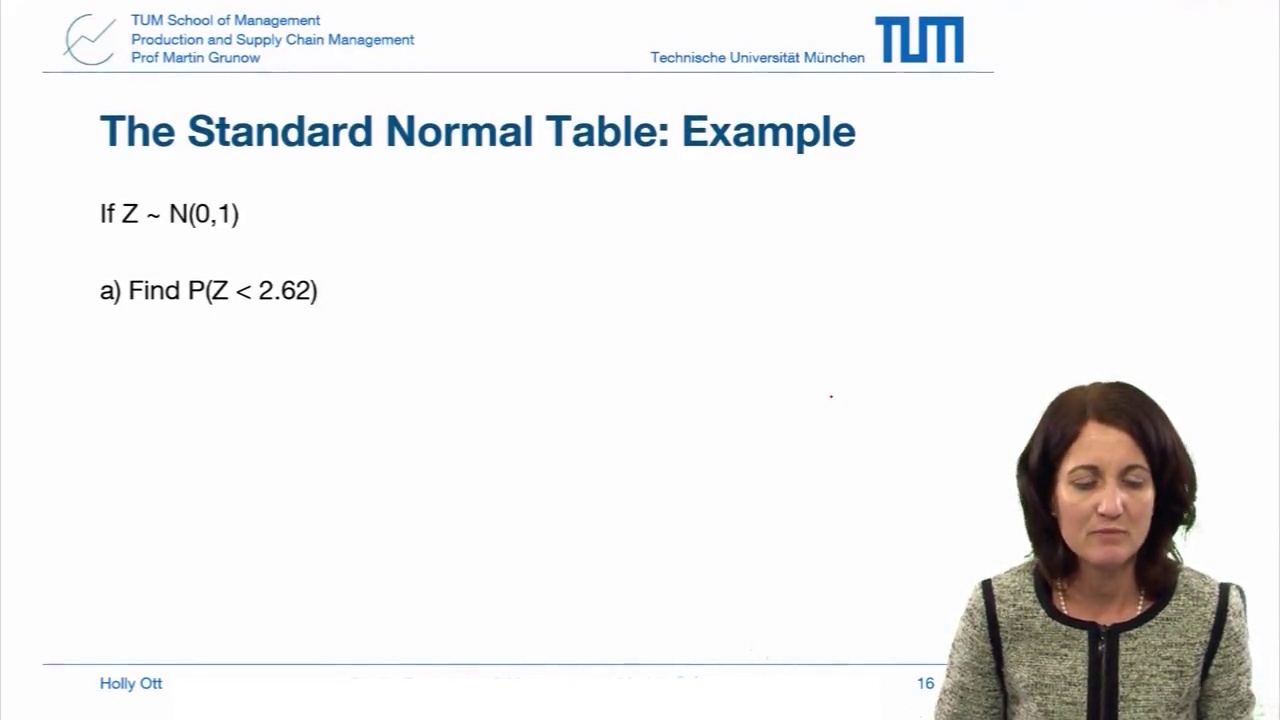 TUM School of Management
Production and Supply Chain Management
Prof Martin Grunow
Technische Universität München
TUM
The Standard Normal Table: Example
If Z ~ N(0,1)
a) Find P(Z < 2.62)
Holly Ott
16